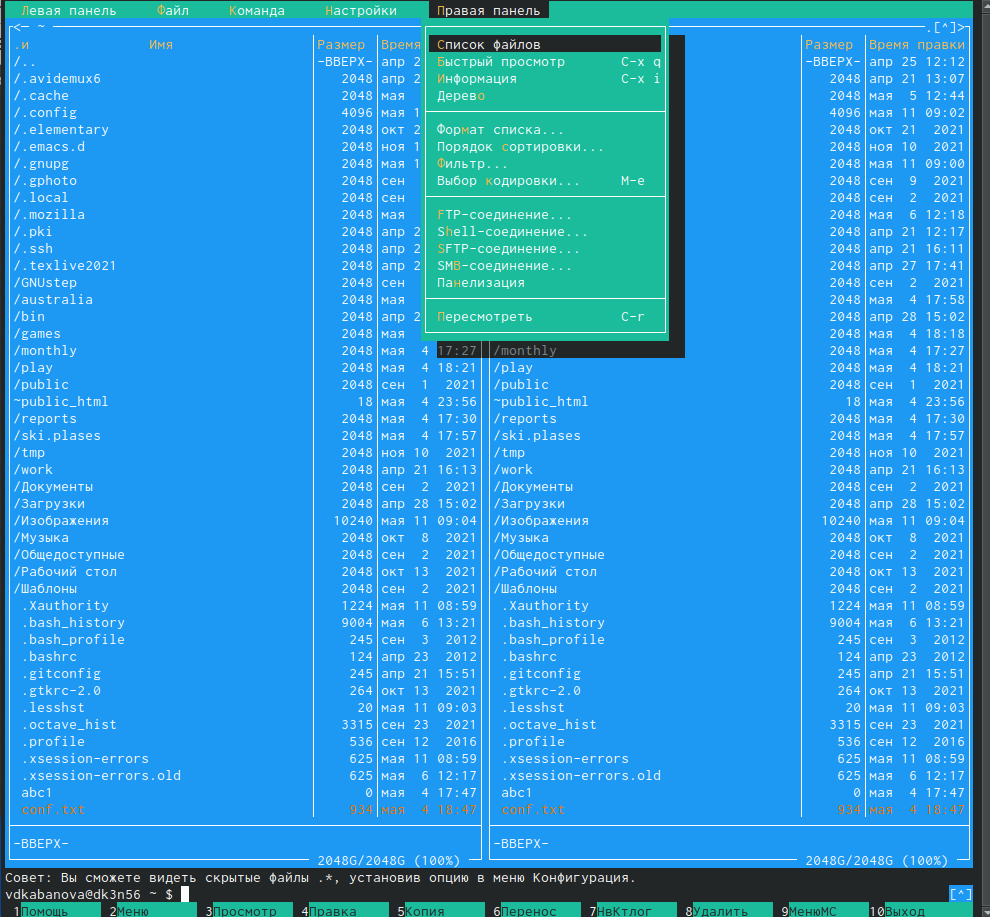 Левая панель Файл Команда Настройки Правая панель
<— ~ .[^]>
.и Имя Размер Время Размер Время правки
Список файлов
Быстрый просмотр C-x q
Информация C-x i
Дерево
Формат списка...
Порядок сортировки...
Фильтр...
Выбор кодировки... M-e
FTP-соединение...
Shell-соединение...
SFTP-соединение...
SMB-соединение...
Панелизация
Пересмотреть C-r
/.. -ВВЕРХ- апр 2 -ВВЕРХ- апр 25 12:12
/.avidemux6 2048 апр 2 2048 апр 21 13:07
/.cache 2048 мая 2048 мая 5 12:44
/.config 4096 мая 1 4096 мая 11 09:02
/.elementary 2048 окт 2 2048 окт 21 2021
/.emacs.d 2048 ноя 1 2048 ноя 10 2021
/.gnupg 2048 мая 1 2048 мая 11 09:00
/.gphoto 2048 сен 2048 сен 9 2021
/.local 2048 сен 2048 сен 2 2021
/.mozilla 2048 мая 2048 мая 6 12:18
/.pki 2048 апр 2 2048 апр 21 12:17
/.ssh 2048 апр 2 2048 апр 21 16:11
/.texlive2021 2048 апр 2 2048 апр 27 17:41
/GNUstep 2048 сен 2048 сен 2 2021
/australia 2048 мая 2048 мая 4 17:58
/bin 2048 апр 2 2048 апр 28 15:02
/games 2048 мая 2048 мая 4 18:18
/monthly 2048 мая 4 17:27 /monthly 2048 мая 4 17:27
/play 2048 мая 4 18:21 /play 2048 мая 4 18:21
/public 2048 сен 1 2021 /public 2048 сен 1 2021
~public_html 18 мая 4 23:56 ~public_html 18 мая 4 23:56
/reports 2048 мая 4 17:30 /reports 2048 мая 4 17:30
/ski.plases 2048 мая 4 17:57 /ski.plases 2048 мая 4 17:57
/tmp 2048 ноя 10 2021 /tmp 2048 ноя 10 2021
/work 2048 апр 21 16:13 /work 2048 апр 21 16:13
/Документы 2048 сен 2 2021 /Документы 2048 сен 2 2021
/Загрузки 2048 апр 28 15:02 /Загрузки 2048 апр 28 15:02
/Изображения 10240 мая 11 09:04 /Изображения 10240 мая 11 09:04
/Музыка 2048 окт 8 2021 /Музыка 2048 окт 8 2021
/Общедоступные 2048 сен 2 2021 /Общедоступные 2048 сен 2 2021
/Рабочий стол 2048 окт 13 2021 /Рабочий стол 2048 окт 13 2021
/Шаблоны 2048 сен 2 2021 /Шаблоны 2048 сен 2 2021
.Xauthority 1224 мая 11 08:59 .Xauthority 1224 мая 11 08:59
.bash_history 9004 мая 6 13:21 .bash_history 9004 мая 6 13:21
.bash_profile 245 сен 3 2012 .bash_profile 245 сен 3 2012
.bashrc 124 апр 23 2012 .bashrc 124 апр 23 2012
.gitconfig 245 апр 21 15:51 .gitconfig 245 апр 21 15:51
.gtkrc-2.0 264 окт 13 2021 .gtkrc-2.0 264 окт 13 2021
.lesshst 20 мая 11 09:03 .lesshst 20 мая 11 09:03
.octave_hist 3315 сен 23 2021 .octave_hist 3315 сен 23 2021
.profile 536 сен 12 2016 .profile 536 сен 12 2016
.xsession-errors 625 мая 11 08:59 .xsession-errors 625 мая 11 08:59
.xsession-errors.old 625 мая 6 12:17 .xsession-errors.old 625 мая 6 12:17
abc1 0 мая 4 17:47 abc1 0 мая 4 17:47
conf.txt 934 мая 4 18:47 conf.txt 934 мая 4 18:47
-ВВЕРХ- -ВВЕРХ-
2048G/2048G (100%) 2048G/2048G (100%)
Совет: Вы сможете видеть скрытые файлы .*, установив опцию в меню Конфигурация.
vdkabanova@dk3n56 ~ $ [^]
1Помощь 2Меню 3Просмотр 4Правка 5Копия 6Перенос 7НвКтлог 8Удалить 9МенюMC 10Выход